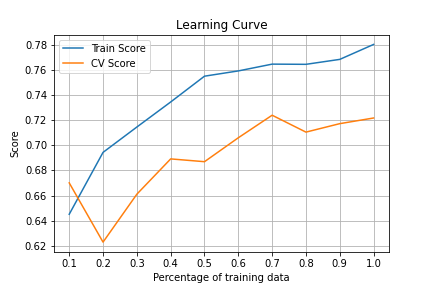 Learning Curve
Train Score
CV Score
Score
0.78
0.76
0.74
0.72
0.70
0.68
0.66
0.64
0.62
0.1 0.2 0.3 0.4 0.5 0.6 0.7 0.8 0.9 1.0
Percentage of training data